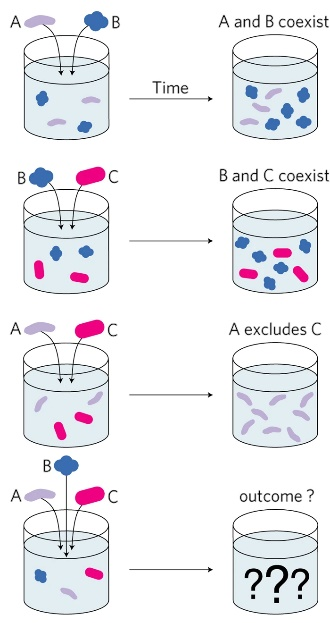 A B
A and B coexist
Time
B C
B and C coexist
A C
A excludes C
B
A C
outcome ?
???